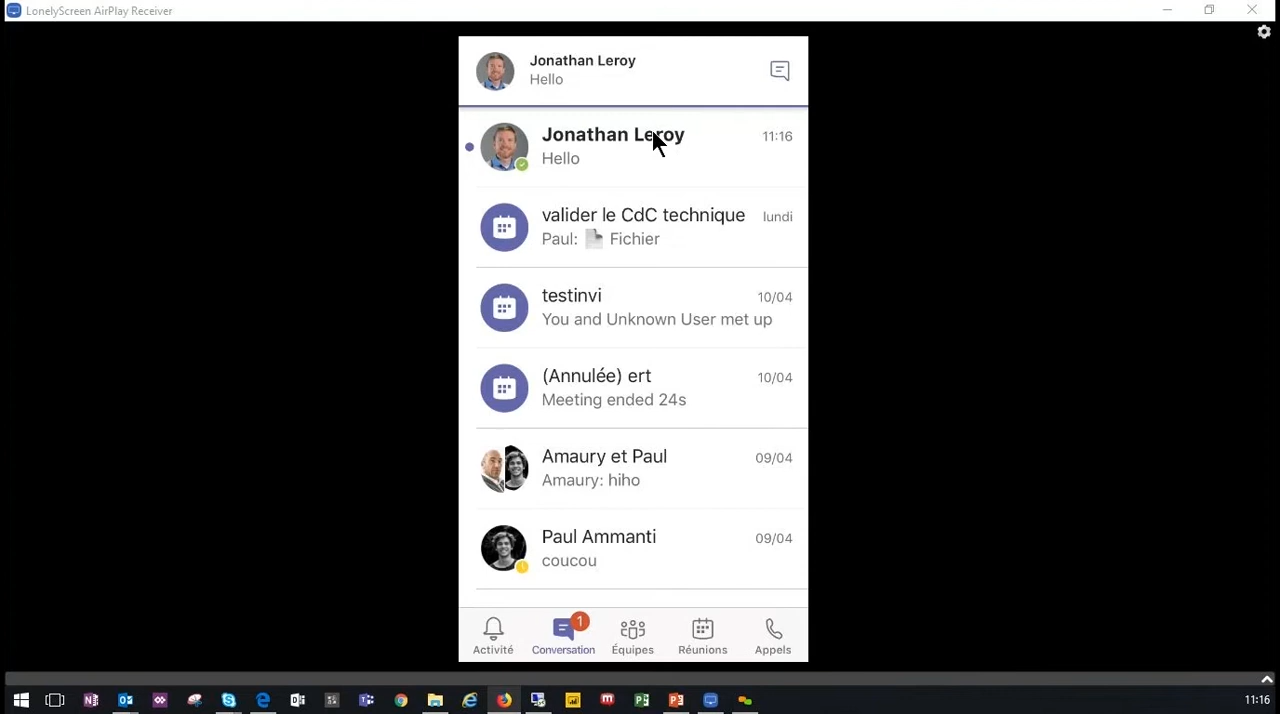 LonelyScreen AirPlay Receiver
Jonathan Leroy
Hello
Jonathan Leroy 11:16
Hello
valider le CdC technique lundi
Paul: Fichier
testinvi 10/04
You and Unknown User met up
(Annulée) ert 10/04
Meeting ended 24s
Amaury et Paul 09/04
Amaury: hiho
Paul Ammanti 09/04
coucou
1
Activité Conversation Équipes Réunions Appels
11:16